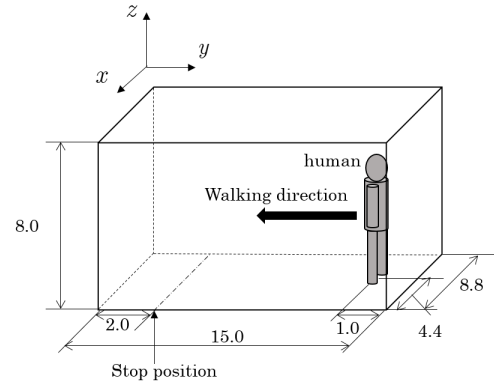 z
y
x
human
Walking direction
8.0
8.8
2.0
1.0
4.4
15.0
Stop position